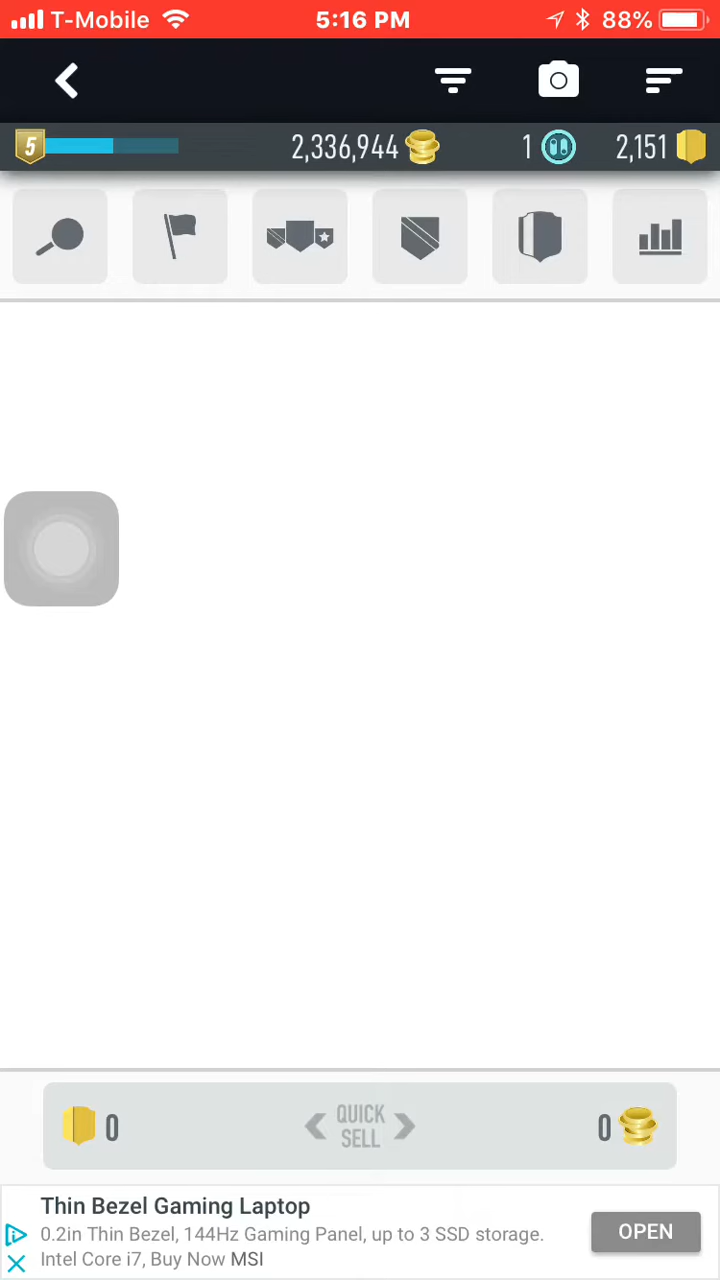 T-Mobile 5:16 PM 88%
5 2,336,944 1 2,151
0 QUICK SELL 0
Thin Bezel Gaming Laptop
0.2in Thin Bezel, 144Hz Gaming Panel, up to 3 SSD storage.
Intel Core i7, Buy Now MSI
OPEN